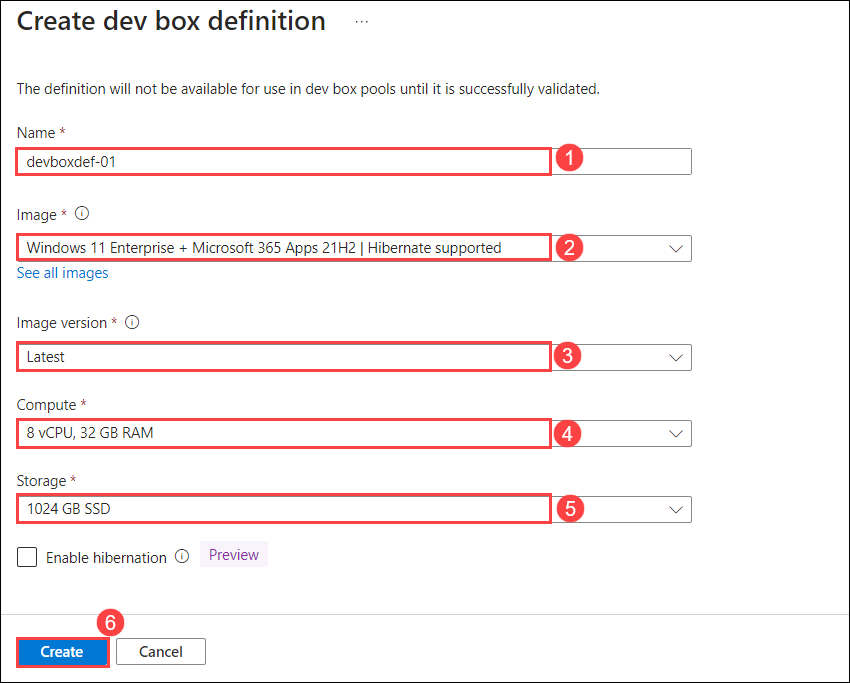 Create dev box definition ...
The definition will not be available for use in dev box pools until it is successfully validated.
Name *
devboxdef-01 1
Image *
Windows 11 Enterprise + Microsoft 365 Apps 21H2 | Hibernate supported 2
See all images
Image version *
Latest 3
Compute *
8 vCPU, 32 GB RAM 4
Storage *
1024 GB SSD 5
Enable hibernation Preview
6
Create Cancel